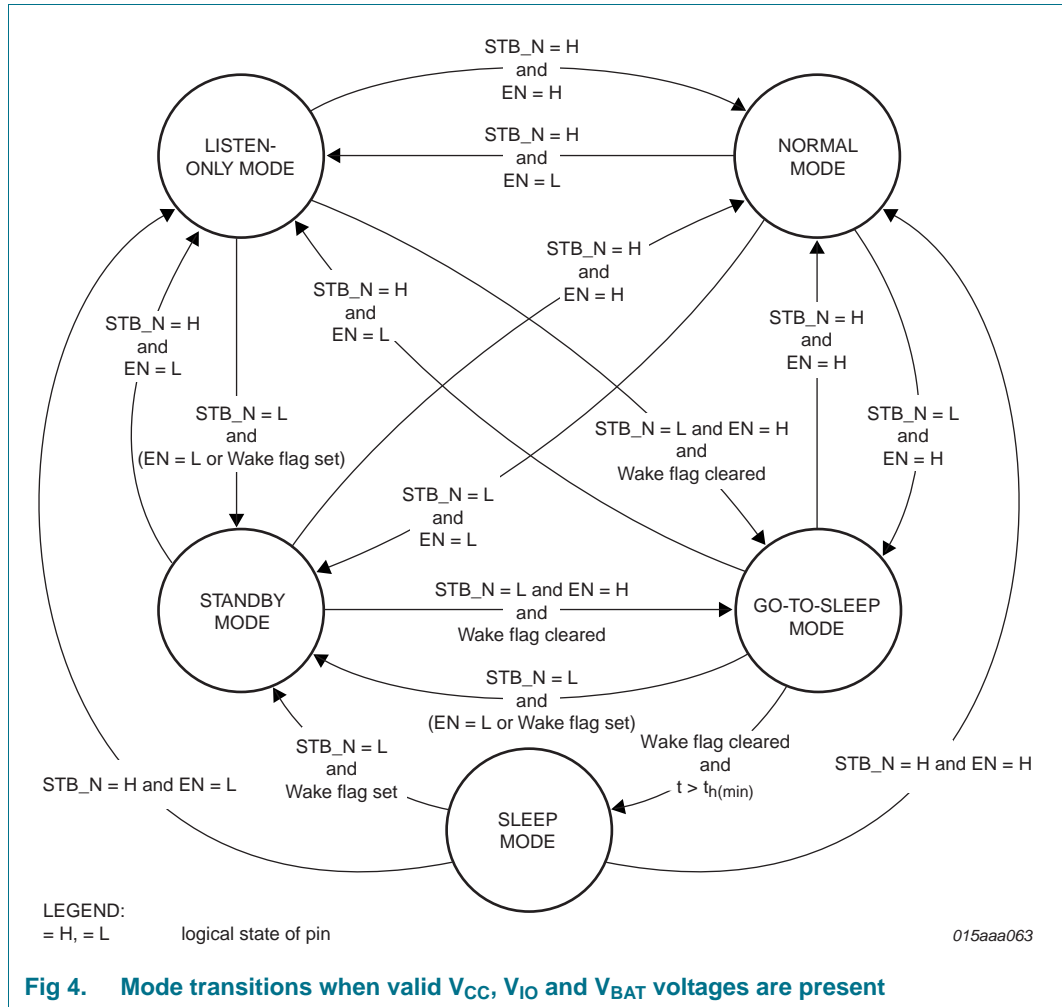 STB_N = H
and
EN = H
LISTEN-
ONLY MODE
STB_N = H
and
EN = L
NORMAL
MODE
STB_N = H
and
EN = L
STB_N = H
and
EN = L
STB_N = H
and
EN = H
STB_N = H
and
EN = H
STB_N = L
and
(EN = L or Wake flag set)
STB_N = L and EN = H
and
Wake flag cleared
STB_N = L
and
EN = H
STB_N = L
and
EN = L
STANDBY
MODE
STB_N = L and EN = H
and
Wake flag cleared
GO-TO-SLEEP
MODE
STB_N = L
and
(EN = L or Wake flag set)
STB_N = L
and
Wake flag set
Wake flag cleared
and
t > th(min)
STB_N = H and EN = L
STB_N = H and EN = H
SLEEP
MODE
LEGEND:
= H, = L logical state of pin
015aaa063
Fig 4. Mode transitions when valid VCC, VIO and VBAT voltages are present